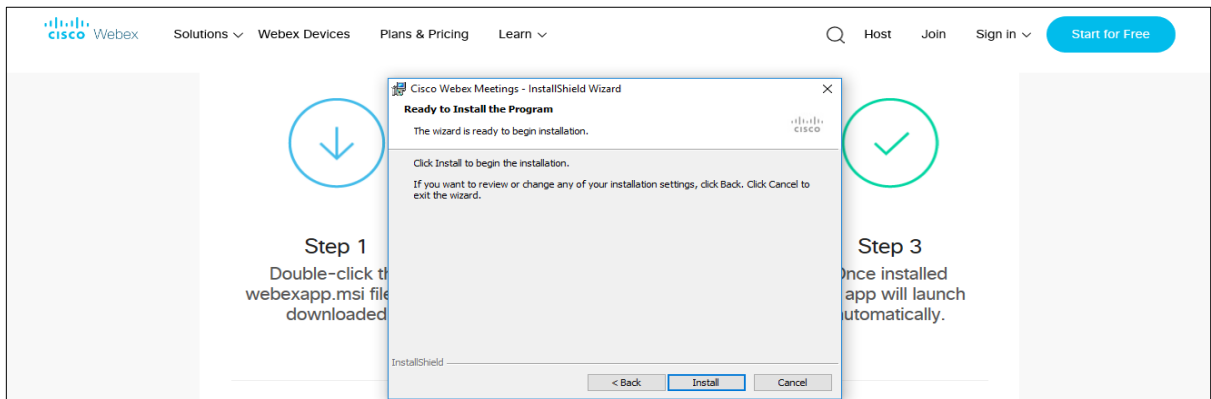 CISCO Webex Solutions Webex Devices Plans & Pricing Learn Host Join Sign in Start for Free
Cisco Webex Meetings - InstallShield Wizard
Ready to Install the Program
The wizard is ready to begin installation.
CISCO
Click Install to begin the installation.
If you want to review or change any of your installation settings, click Back. Click Cancel to
exit the wizard.
InstallShield
< Back Install Cancel
Step 1
Double-click
webexapp.msi
downloaded
Step 3
installed
app will launch
automatically.